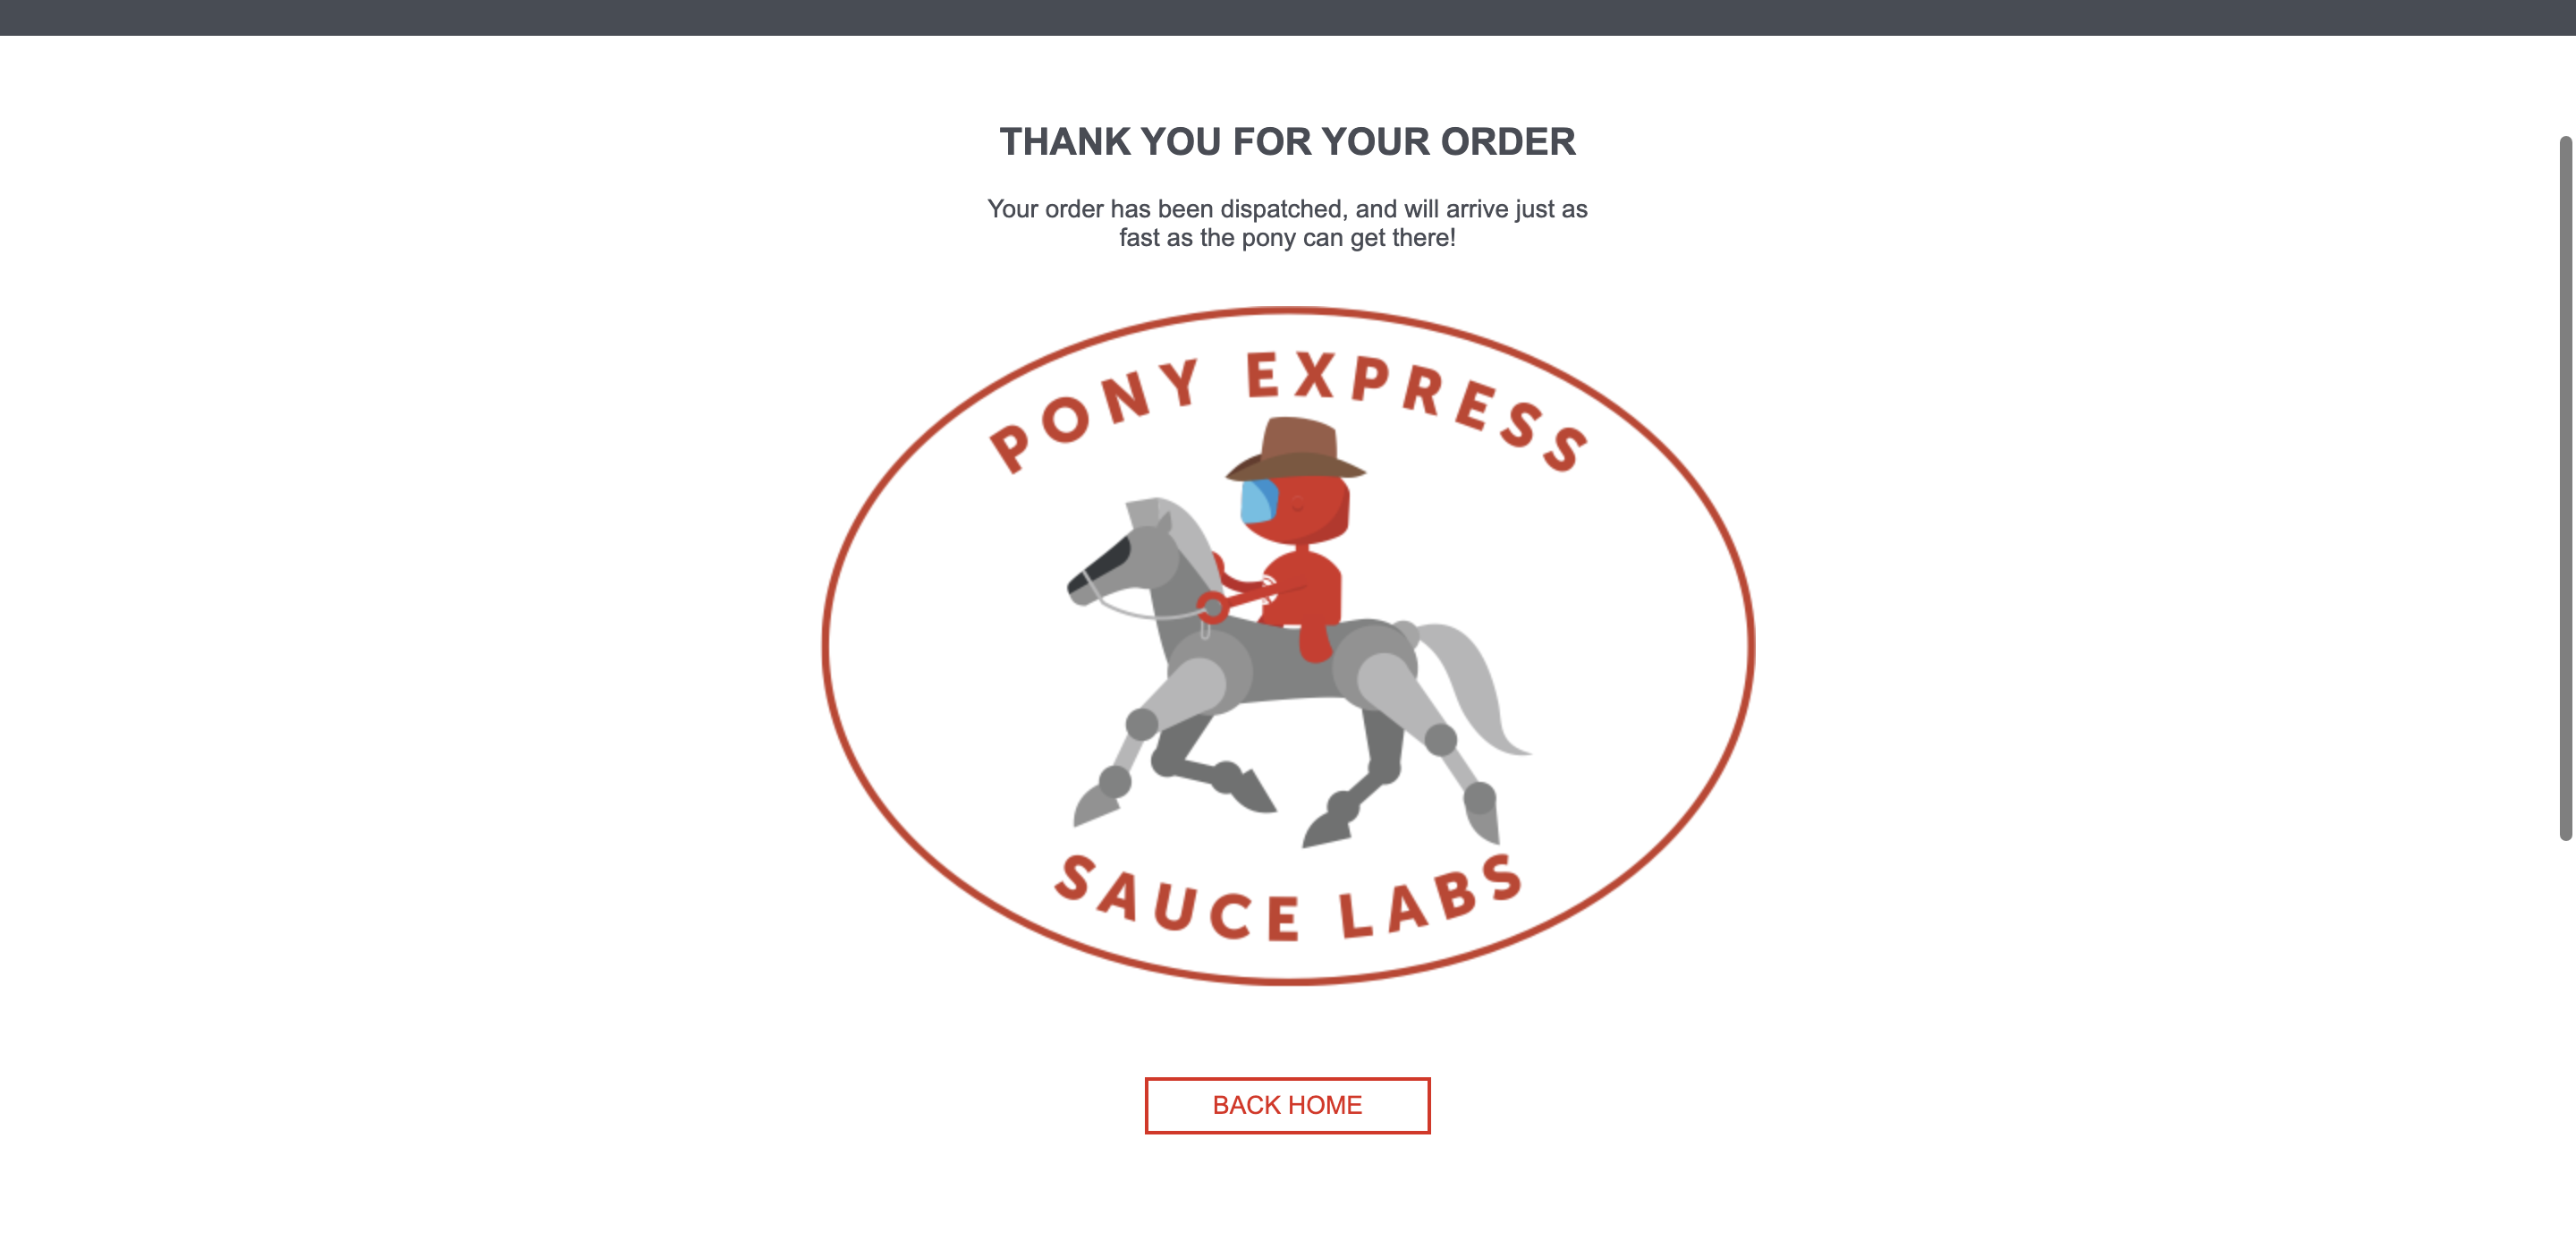 THANK YOU FOR YOUR ORDER
Your order has been dispatched, and will arrive just as
fast as the pony can get there!
PONY EXPRESS
SAUCE LABS
BACK HOME